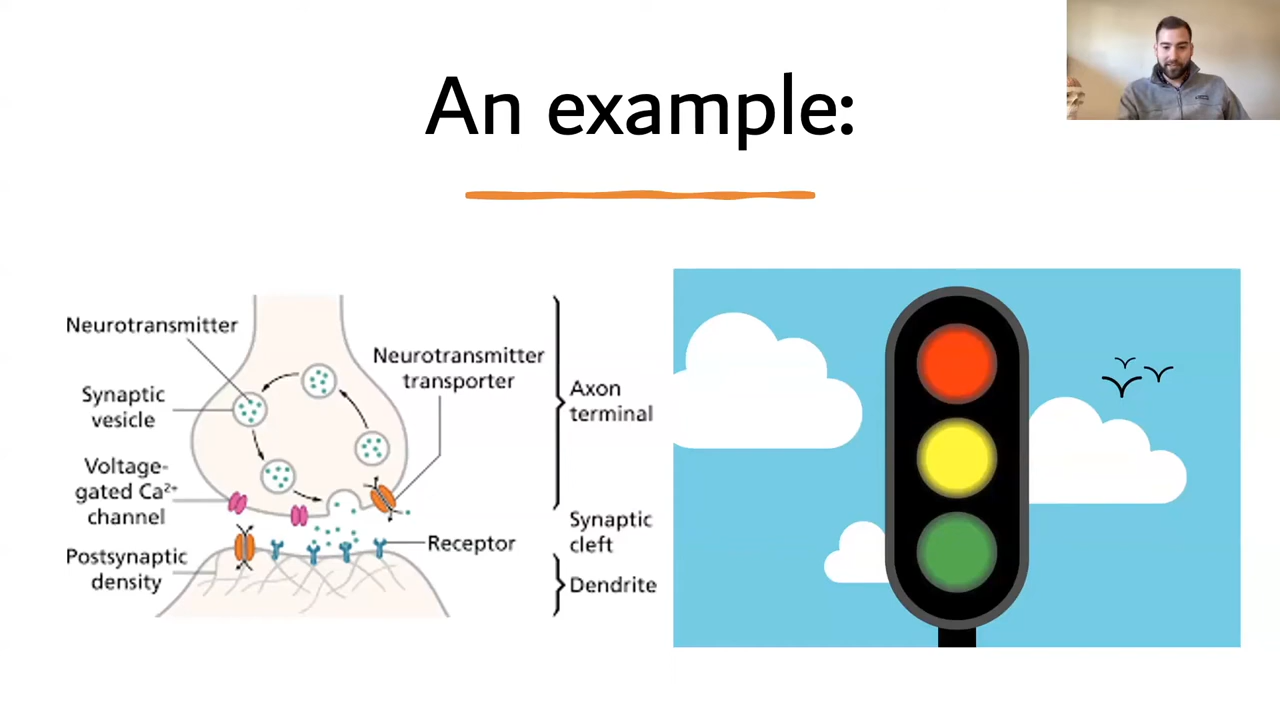 An example:
Neurotransmitter
Neurotransmitter
transporter
Synaptic
vesicle
Axon
terminal
Voltage-
gated Ca²⁺
channel
Synaptic
cleft
Receptor
Postsynaptic
density
Dendrite